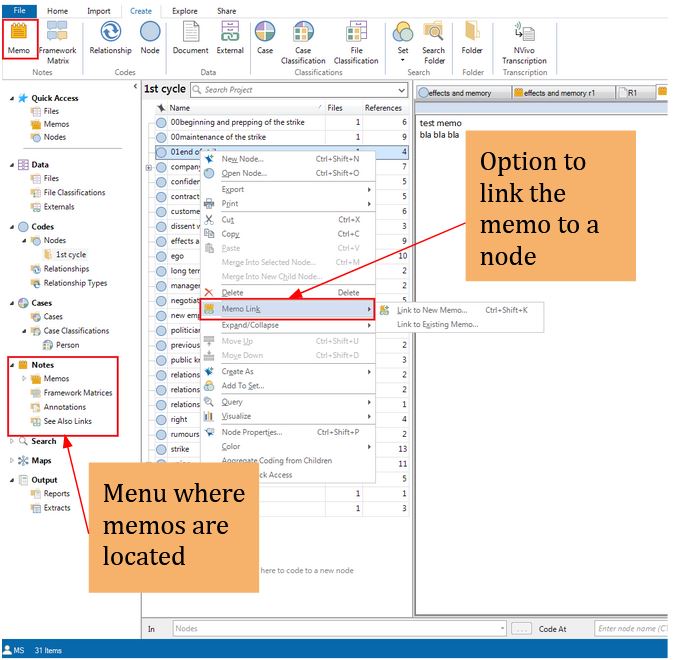 File Home Import Create Explore Share
Memo Framework Matrix Relationship Node Document External Case Case Classification File Classification Set Search Folder Folder NVivo Transcription
Notes Codes Data Classifications Search Folder Transcription
Quick Access
Files
Memos
Nodes
Data
Files
File Classifications
Externals
Codes
Nodes
1st cycle
Relationships
Relationship Types
Cases
Cases
Case Classifications
Person
Notes
Memos
Framework Matrices
Annotations
See Also Links
Search
Maps
Output
Reports
Extracts
1st cycle Search Project
Name Files References
00beginning and prepping of the strike 1 6
00maintenance of the strike 1 9
01end of 4
company 7
confiden 5
contract 5
custome 6
dissent w 3
effects a 9
ego 10
long terr 2
manager 2
negotiati 5
new emp
politician
previous
public kn 3
relations 2
relations 1
right 4
rumours 2
strike 13
11
5
1 1
1 3
here to code to a new node
New Node... Ctrl+Shift+N
Open Node... Ctrl+Shift+O
Export
Print
Cut Ctrl+X
Copy Ctrl+C
Paste Ctrl+V
Merge Into Selected Node... Ctrl+M
Merge Into New Child Node...
Delete Delete
Memo Link
Expand/Collapse
Move Up Ctrl+Shift+U
Move Down Ctrl+Shift+D
Create As
Add To Set...
Query
Visualize
Node Properties... Ctrl+Shift+P
Color
Aggregate Coding from Children
ck Access
Link to New Memo... Ctrl+Shift+K
Link to Existing Memo...
effects and memory effects and memory r1 R1
test memo
bla bla bla
Option to
link the
memo to a
node
Menu where
memos are
located
In Nodes ... Code At Enter node name (C
MS 31 Items